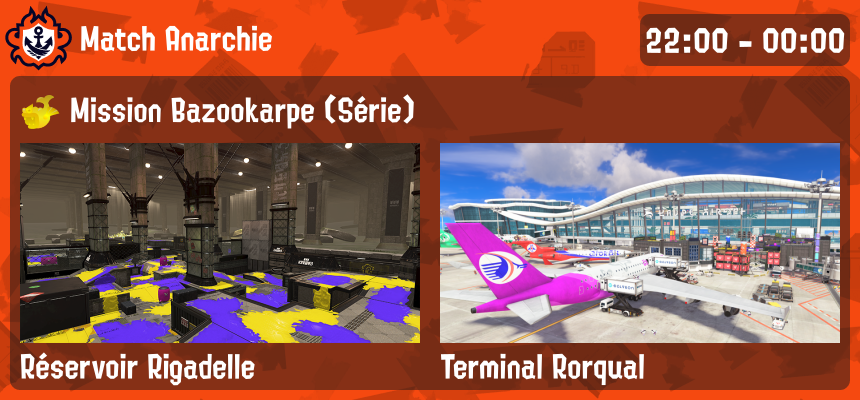 Match Anarchie
22:00 - 00:00
Mission Bazookarpe (Série)
Réservoir Rigadelle
Terminal Rorqual